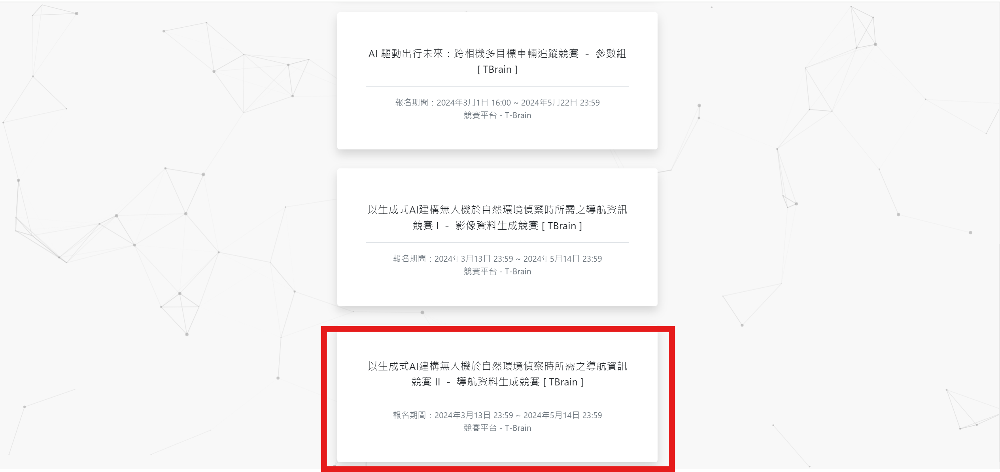 AI 驅動出行未來：跨相機多目標車輛追蹤競賽 － 參數組
[ TBrain ]
報名期間：2024年3月1日 16:00 ~ 2024年5月22日 23:59
競賽平台 - T-Brain
以生成式AI建構無人機於自然環境偵察時所需之導航資訊
競賽 I － 影像資料生成競賽 [ TBrain ]
報名期間：2024年3月13日 23:59 ~ 2024年5月14日 23:59
競賽平台 - T-Brain
以生成式AI建構無人機於自然環境偵察時所需之導航資訊
競賽 II － 導航資料生成競賽 [ TBrain ]
報名期間：2024年3月13日 23:59 ~ 2024年5月14日 23:59
競賽平台 - T-Brain